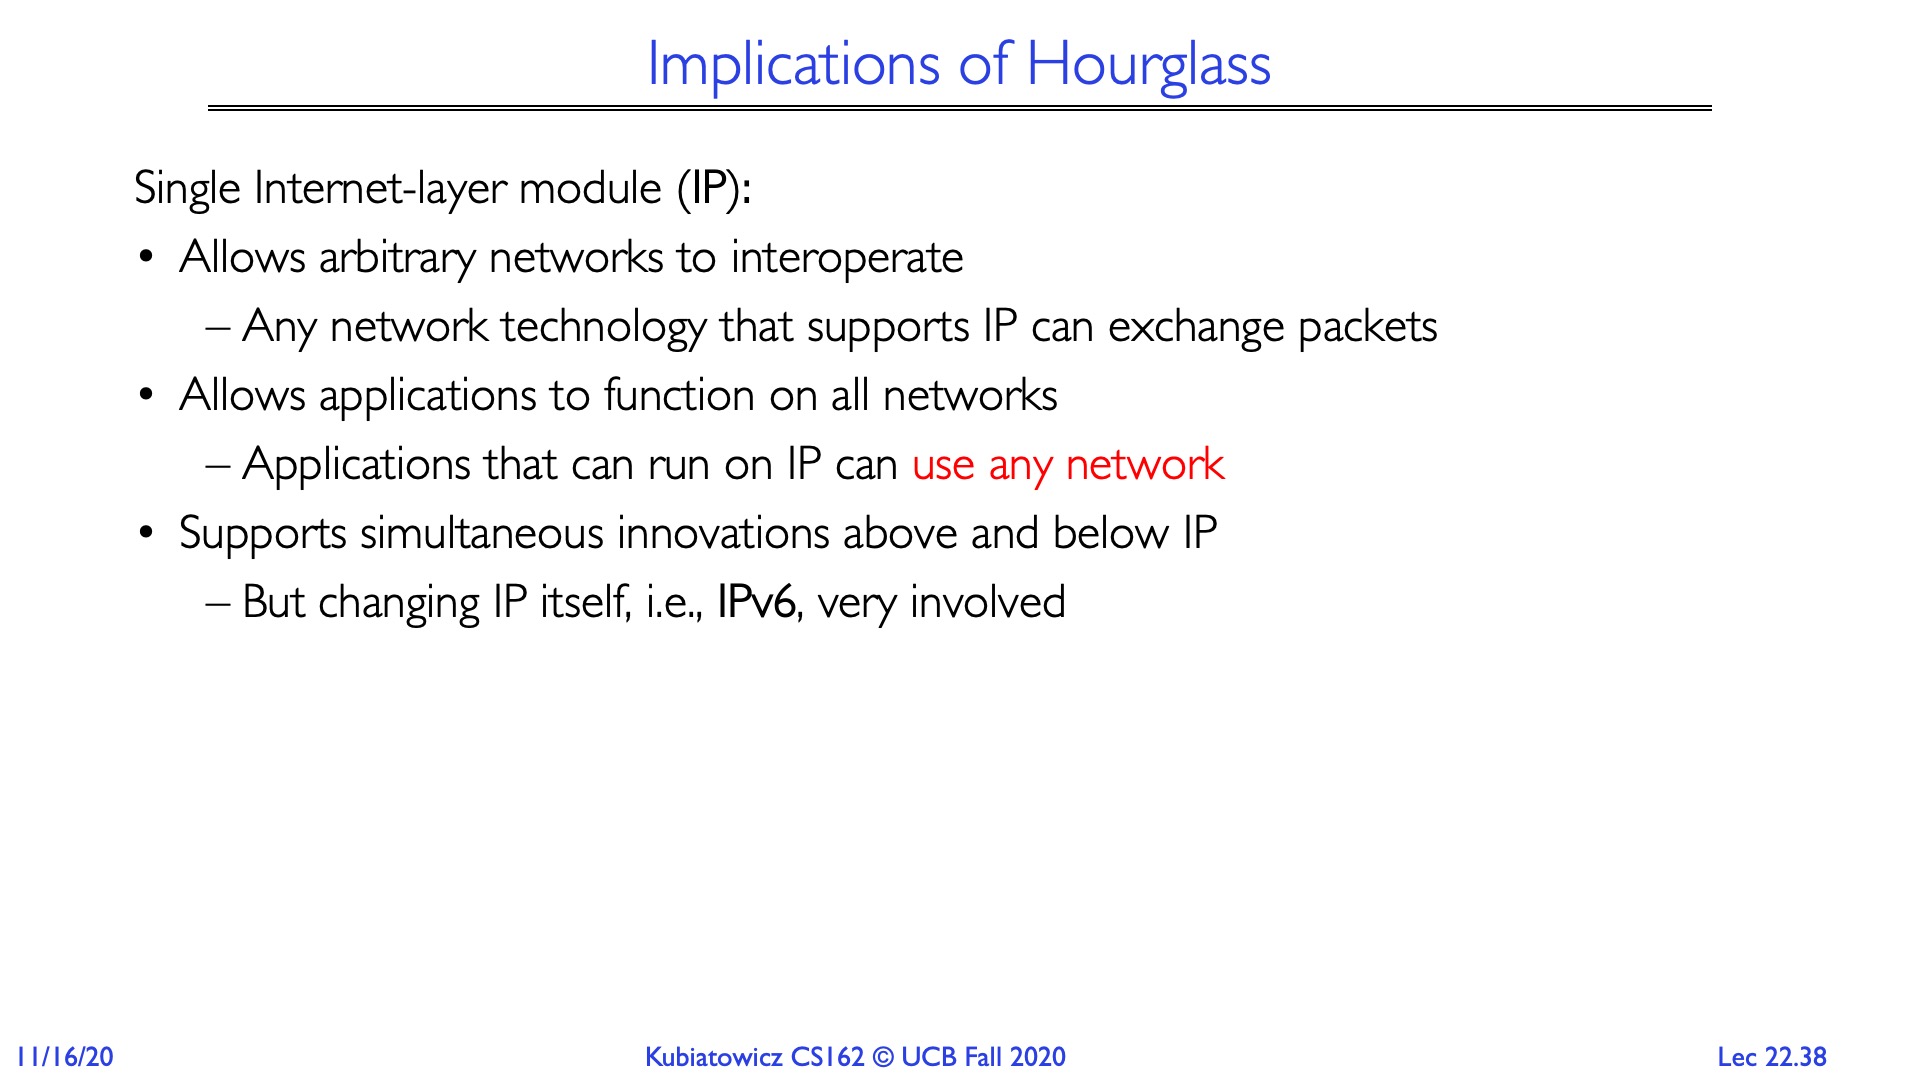 Implications of Hourglass
Single Internet-layer module (IP):
• Allows arbitrary networks to interoperate
– Any network technology that supports IP can exchange packets
• Allows applications to function on all networks
– Applications that can run on IP can use any network
• Supports simultaneous innovations above and below IP
– But changing IP itself, i.e., IPv6, very involved
11/16/20
Kubiatowicz CS162 © UCB Fall 2020
Lec 22.38